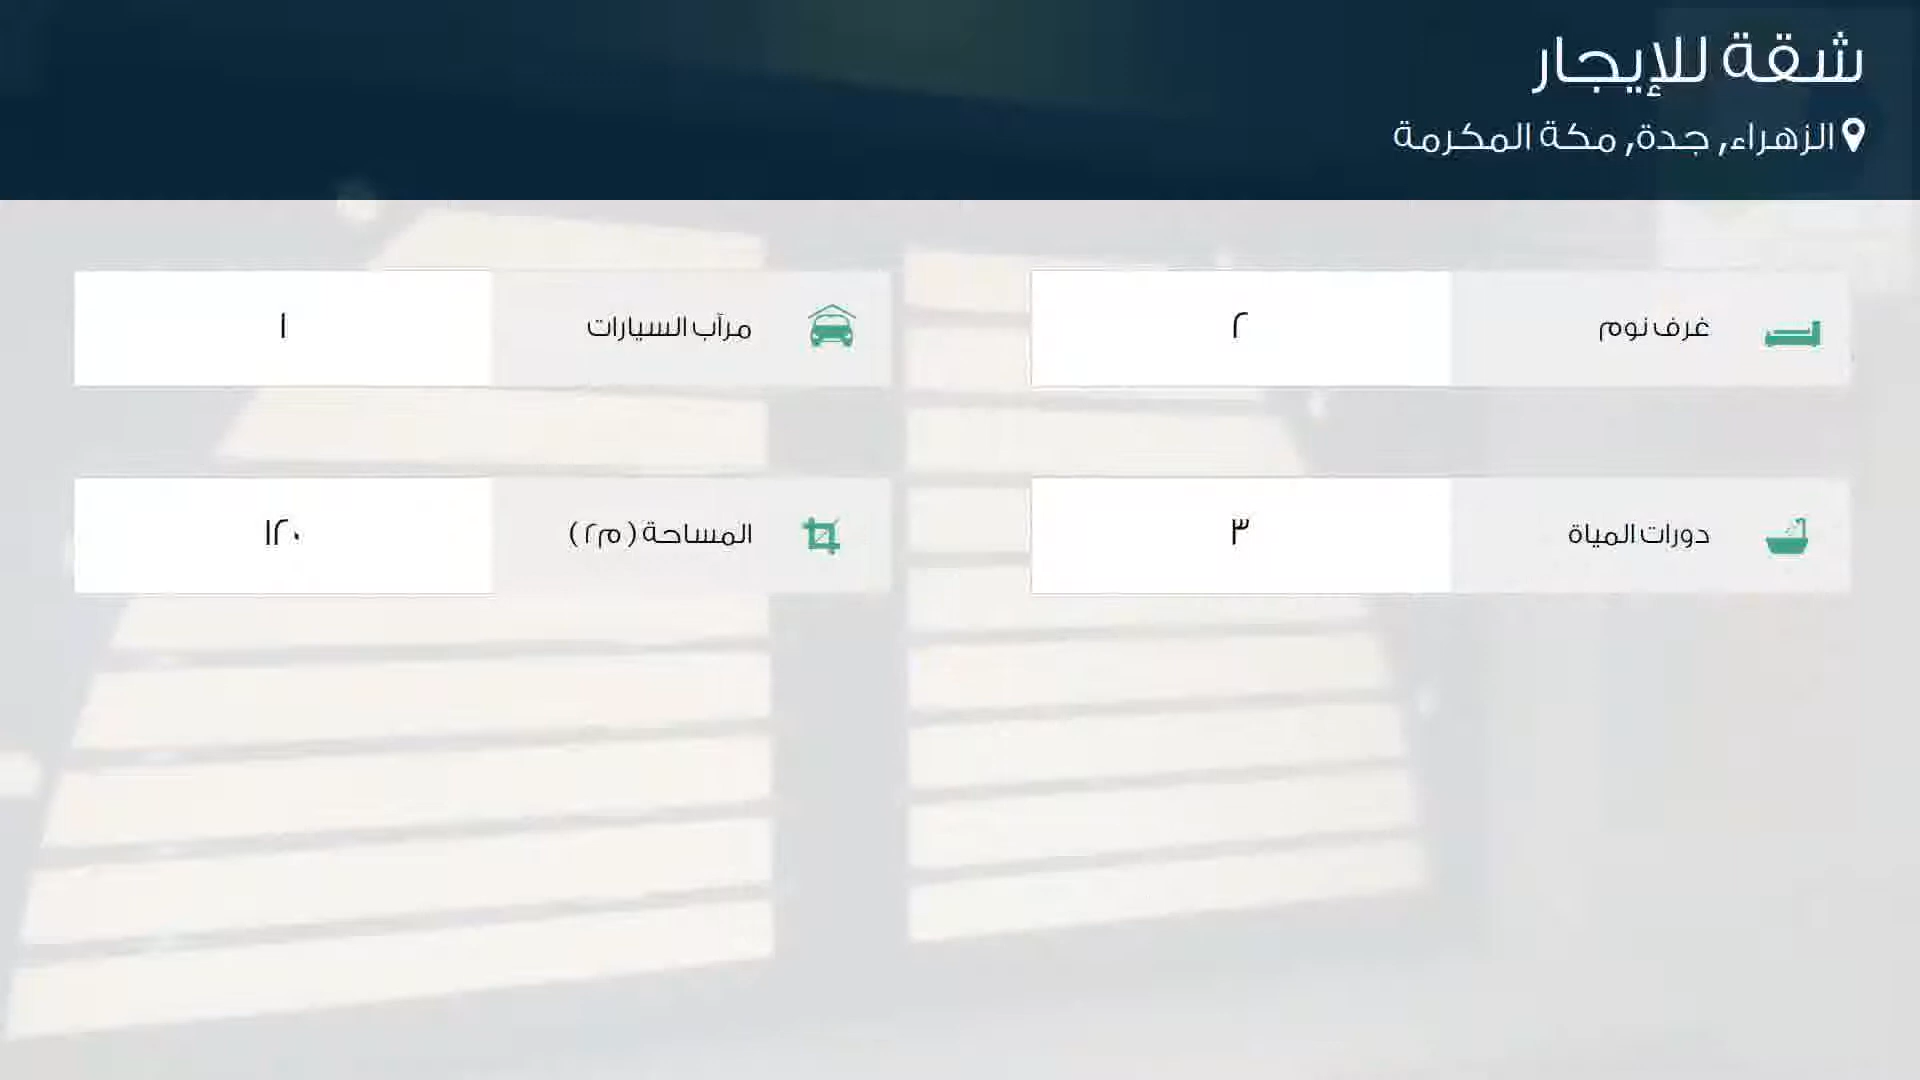 شقة للإيجار
الزهراء, جدة, مكة المكرمة
غرف نوم
٢
مرآب السيارات
١
دورات المياة
٣
المساحة (م٢)
١٢٠